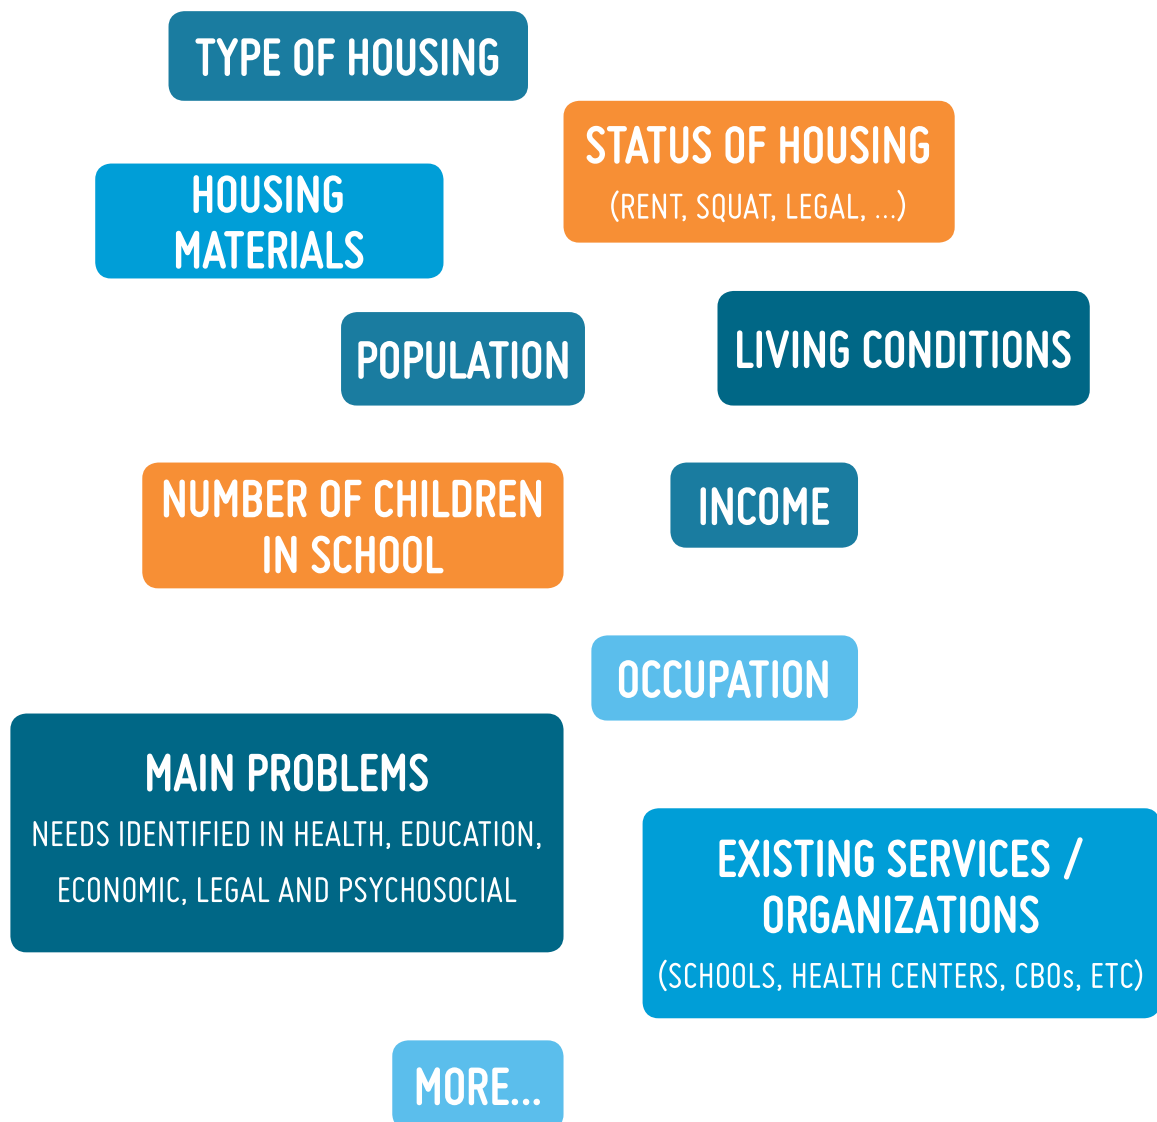 TYPE OF HOUSING
STATUS OF HOUSING
(RENT, SQUAT, LEGAL, ...)
HOUSING
MATERIALS
POPULATION
LIVING CONDITIONS
NUMBER OF CHILDREN
IN SCHOOL
INCOME
OCCUPATION
MAIN PROBLEMS
NEEDS IDENTIFIED IN HEALTH, EDUCATION,
ECONOMIC, LEGAL AND PSYCHOSOCIAL
EXISTING SERVICES /
ORGANIZATIONS
(SCHOOLS, HEALTH CENTERS, CBOs, ETC)
MORE...